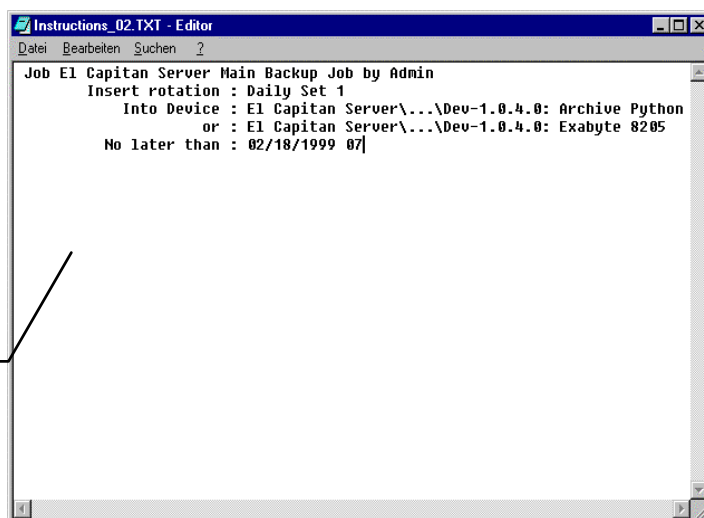 Instructions_02.TXT - Editor
Datei Bearbeiten Suchen ?
Job El Capitan Server Main Backup Job by Admin
Insert rotation : Daily Set 1
Into Device : El Capitan Server\...\Dev-1.0.4.0: Archive Python
or : El Capitan Server\...\Dev-1.0.4.0: Exabyte 8205
No later than : 02/18/1999 07